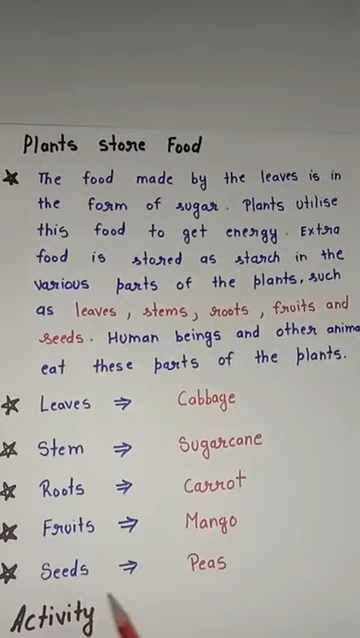 Plants store Food
The food made by the leaves is in
the form of sugar. Plants utilise
this food to get energy. Extra
food is stored as starch in the
various parts of the plants, such
as leaves, stems, roots, fruits and
seeds. Human beings and other anima
eat these parts of the plants.
Leaves ⇒ Cabbage
Stem ⇒ Sugarcane
Roots ⇒ Carrot
Fruits ⇒ Mango
Seeds ⇒ Peas
Activity